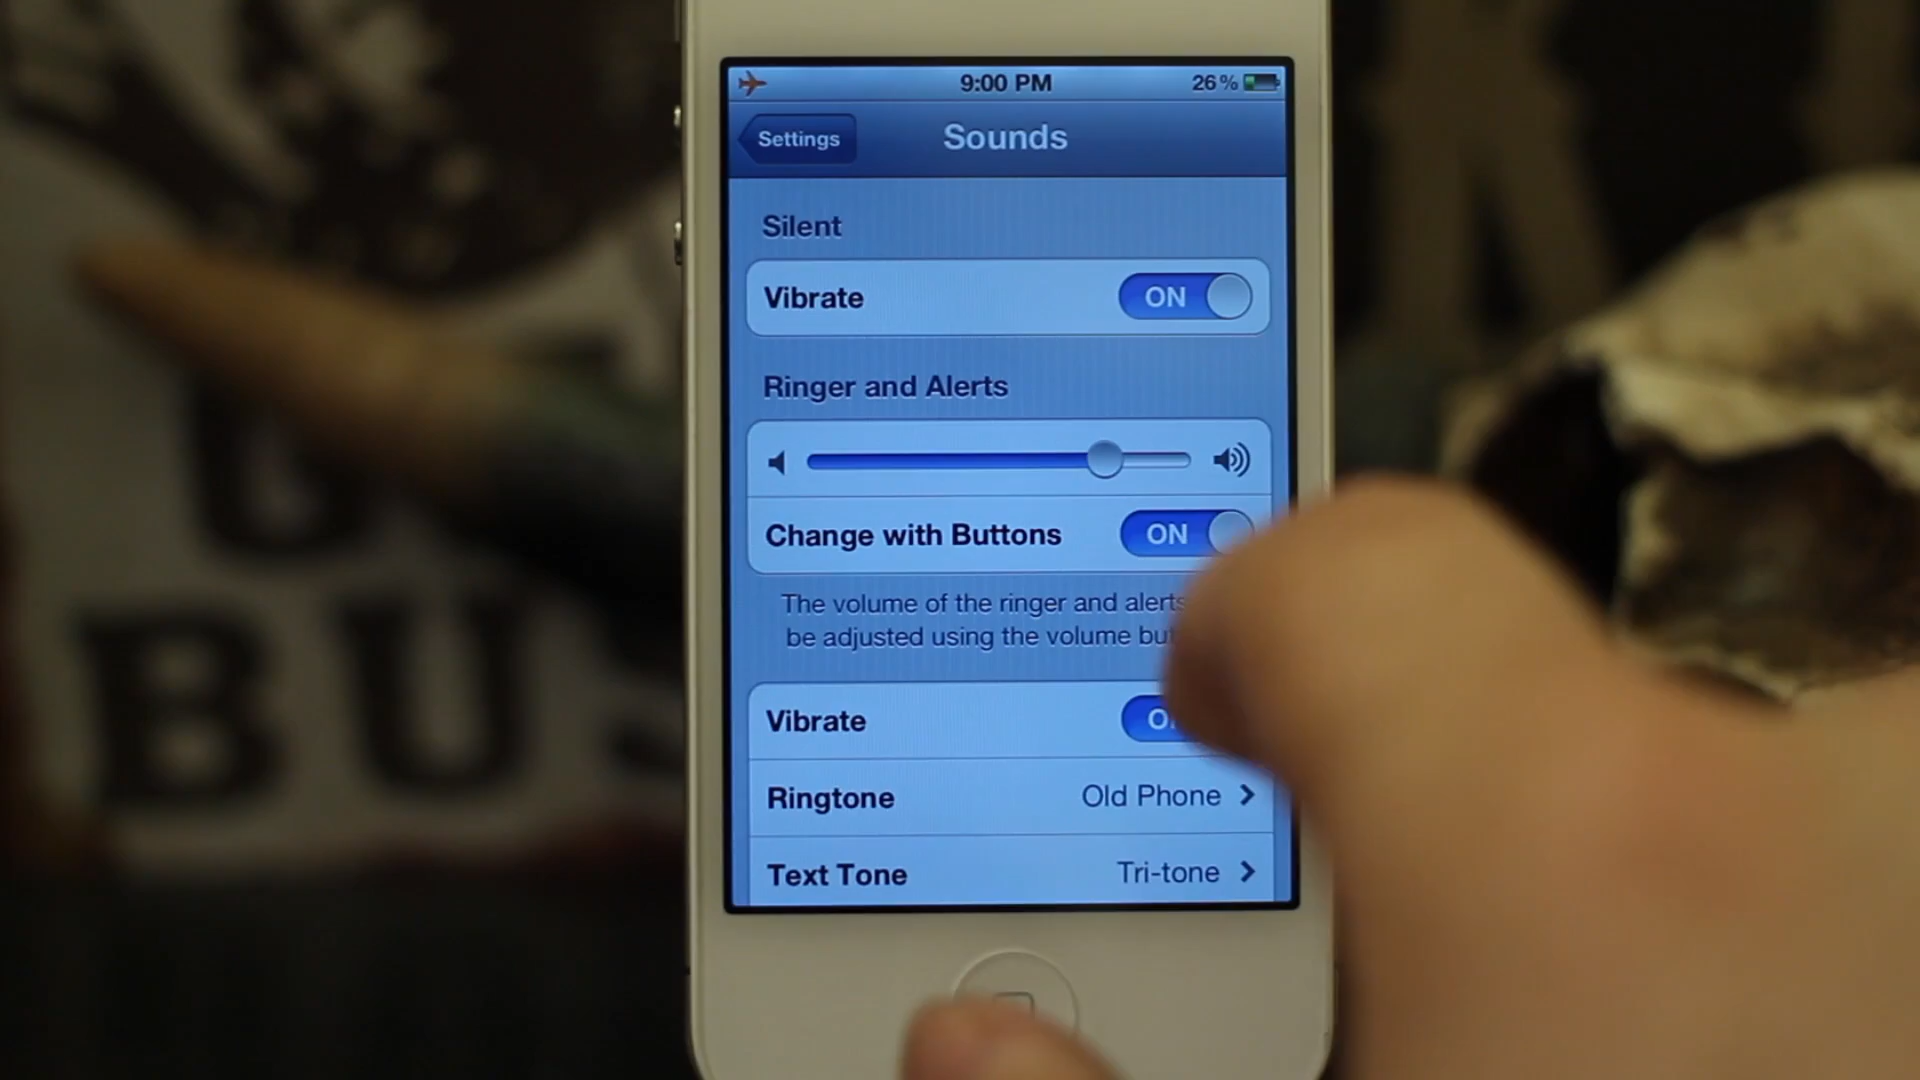 9:00 PM
26%
Settings
Sounds
Silent
Vibrate
ON
Ringer and Alerts
Change with Buttons
ON
The volume of the ringer and alerts
be adjusted using the volume
Vibrate
Ringtone
Old Phone
Text Tone
Tri-tone
BUS